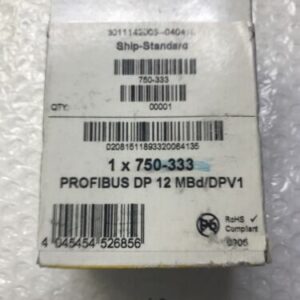 Ship-Standard
750-333
QTY: 00001
02081511893320064135
1 x 750-333
PROFIBUS DP 12 MBd/DPV1
RoHS ✓
Compliant
4 045454 526856